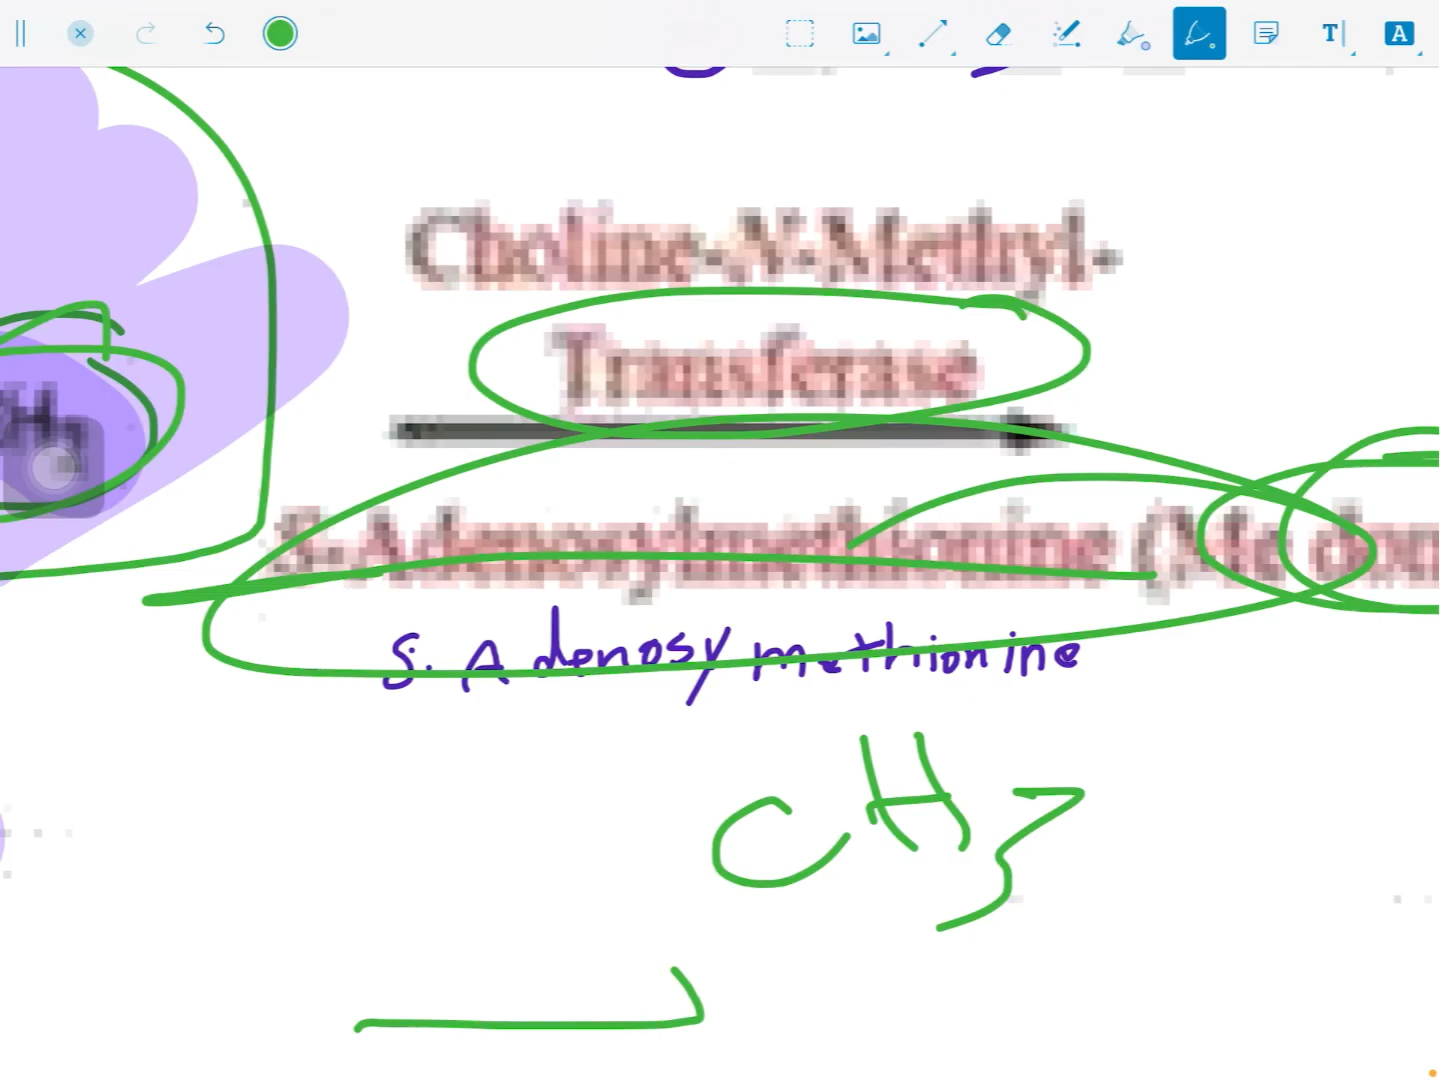 Choline-N-Methyl-
Transferase
H
S-Adenosylmethionine (Me don
S. Adenosy methionine
CH3